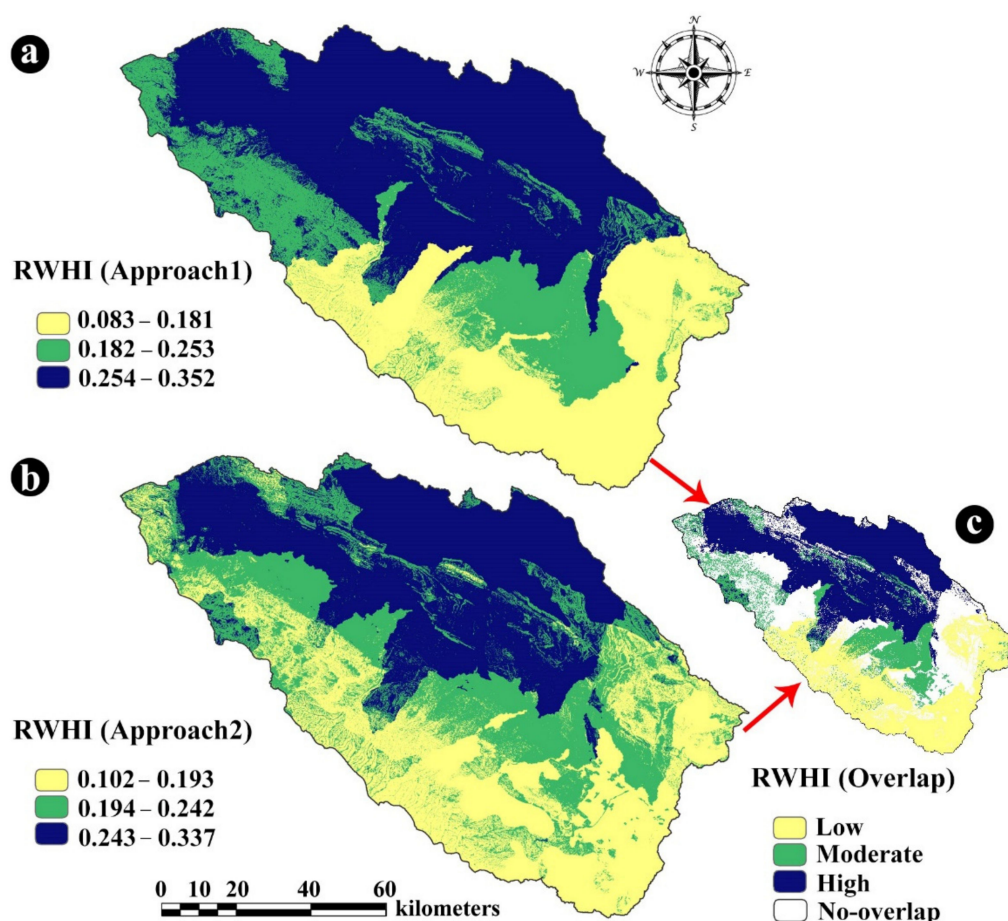 a
N
W E
S
RWHI (Approach1)
0.083 – 0.181
0.182 – 0.253
0.254 – 0.352
b
c
RWHI (Approach2)
0.102 – 0.193
0.194 – 0.242
0.243 – 0.337
RWHI (Overlap)
Low
Moderate
High
No-overlap
0 10 20 40 60
kilometers